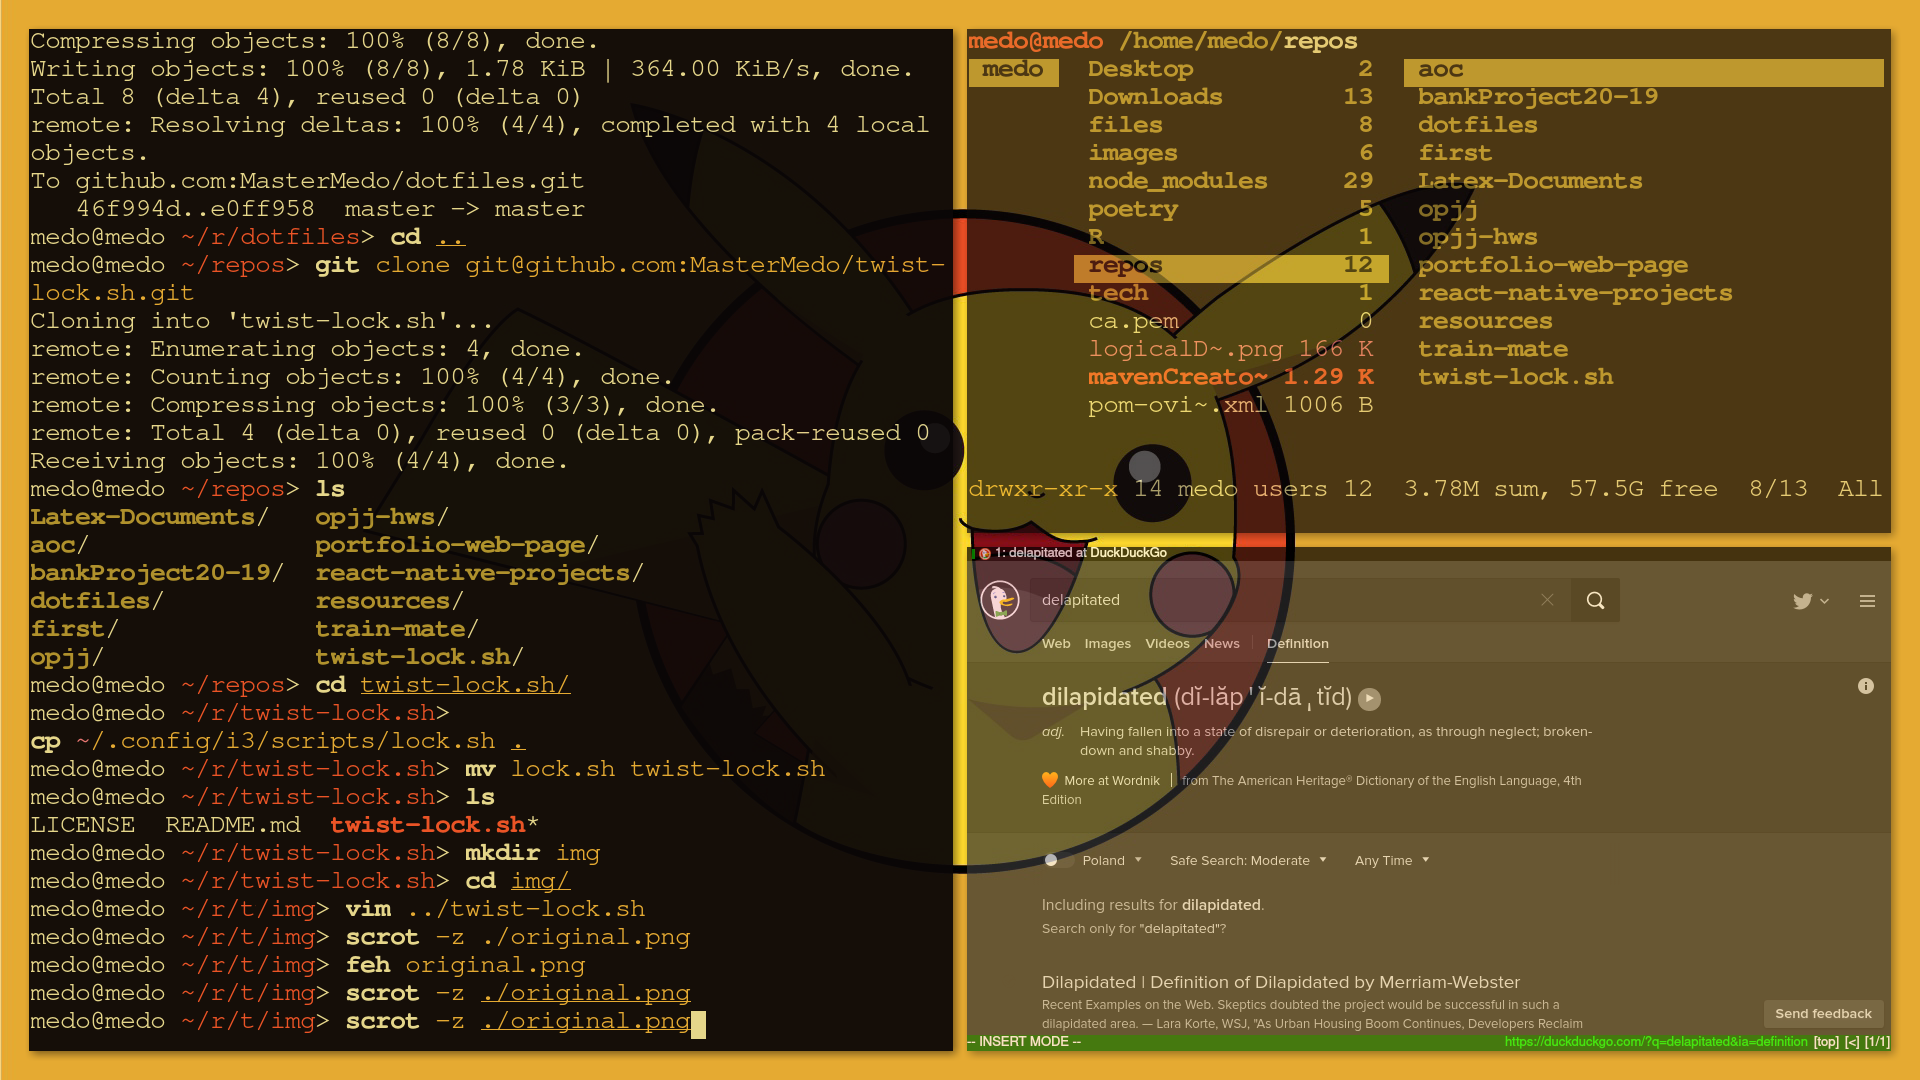 Compressing objects: 100% (8/8), done.
Writing objects: 100% (8/8), 1.78 KiB | 364.00 KiB/s, done.
Total 8 (delta 4), reused 0 (delta 0)
remote: Resolving deltas: 100% (4/4), completed with 4 local
objects.
To github.com:MasterMedo/dotfiles.git
   46f994d..e0ff958  master -> master
medo@medo ~/r/dotfiles> cd ..
medo@medo ~/repos> git clone git@github.com:MasterMedo/twist-
lock.sh.git
Cloning into 'twist-lock.sh'...
remote: Enumerating objects: 4, done.
remote: Counting objects: 100% (4/4), done.
remote: Compressing objects: 100% (3/3), done.
remote: Total 4 (delta 0), reused 0 (delta 0), pack-reused 0
Receiving objects: 100% (4/4), done.
medo@medo ~/repos> ls
Latex-Documents/   opjj-hws/
aoc/               portfolio-web-page/
bankProject20-19/  react-native-projects/
dotfiles/          resources/
first/             train-mate/
opjj/              twist-lock.sh/
medo@medo ~/repos> cd twist-lock.sh/
medo@medo ~/r/twist-lock.sh>
cp ~/.config/i3/scripts/lock.sh .
medo@medo ~/r/twist-lock.sh> mv lock.sh twist-lock.sh
medo@medo ~/r/twist-lock.sh> ls
LICENSE  README.md  twist-lock.sh*
medo@medo ~/r/twist-lock.sh> mkdir img
medo@medo ~/r/twist-lock.sh> cd img/
medo@medo ~/r/t/img> vim ../twist-lock.sh
medo@medo ~/r/t/img> scrot -z ./original.png
medo@medo ~/r/t/img> feh original.png
medo@medo ~/r/t/img> scrot -z ./original.png
medo@medo ~/r/t/img> scrot -z ./original.png
medo@medo /home/medo/repos
medo  Desktop 2  aoc
Downloads 13  bankProject20-19
files 8  dotfiles
images 6  first
node_modules 29  Latex-Documents
poetry 5  opjj
R 1  opjj-hws
repos 12  portfolio-web-page
tech 1  react-native-projects
ca.pem 0  resources
logicalD~.png 166 K  train-mate
mavenCreato~ 1.29 K  twist-lock.sh
pom-ovi~.xml 1006 B
drwxr-xr-x 14 medo users 12  3.78M sum, 57.5G free  8/13  All
1: delapitated at DuckDuckGo
delapitated
Web Images Videos News Definition
dilapidated (dĭ-lăpˈĭ-dāˌtĭd)
adj. Having fallen into a state of disrepair or deterioration, as through neglect; broken-
down and shabby.
More at Wordnik | from The American Heritage® Dictionary of the English Language, 4th
Edition
Poland Safe Search: Moderate Any Time
Including results for dilapidated.
Search only for "delapitated"?
Dilapidated | Definition of Dilapidated by Merriam-Webster
Recent Examples on the Web. Skeptics doubted the project would be successful in such a
dilapidated area. — Lara Korte, WSJ, "As Urban Housing Boom Continues, Developers Reclaim
Send feedback
-- INSERT MODE -- https://duckduckgo.com/?q=delapitated&ia=definition [top] [<] [1/1]